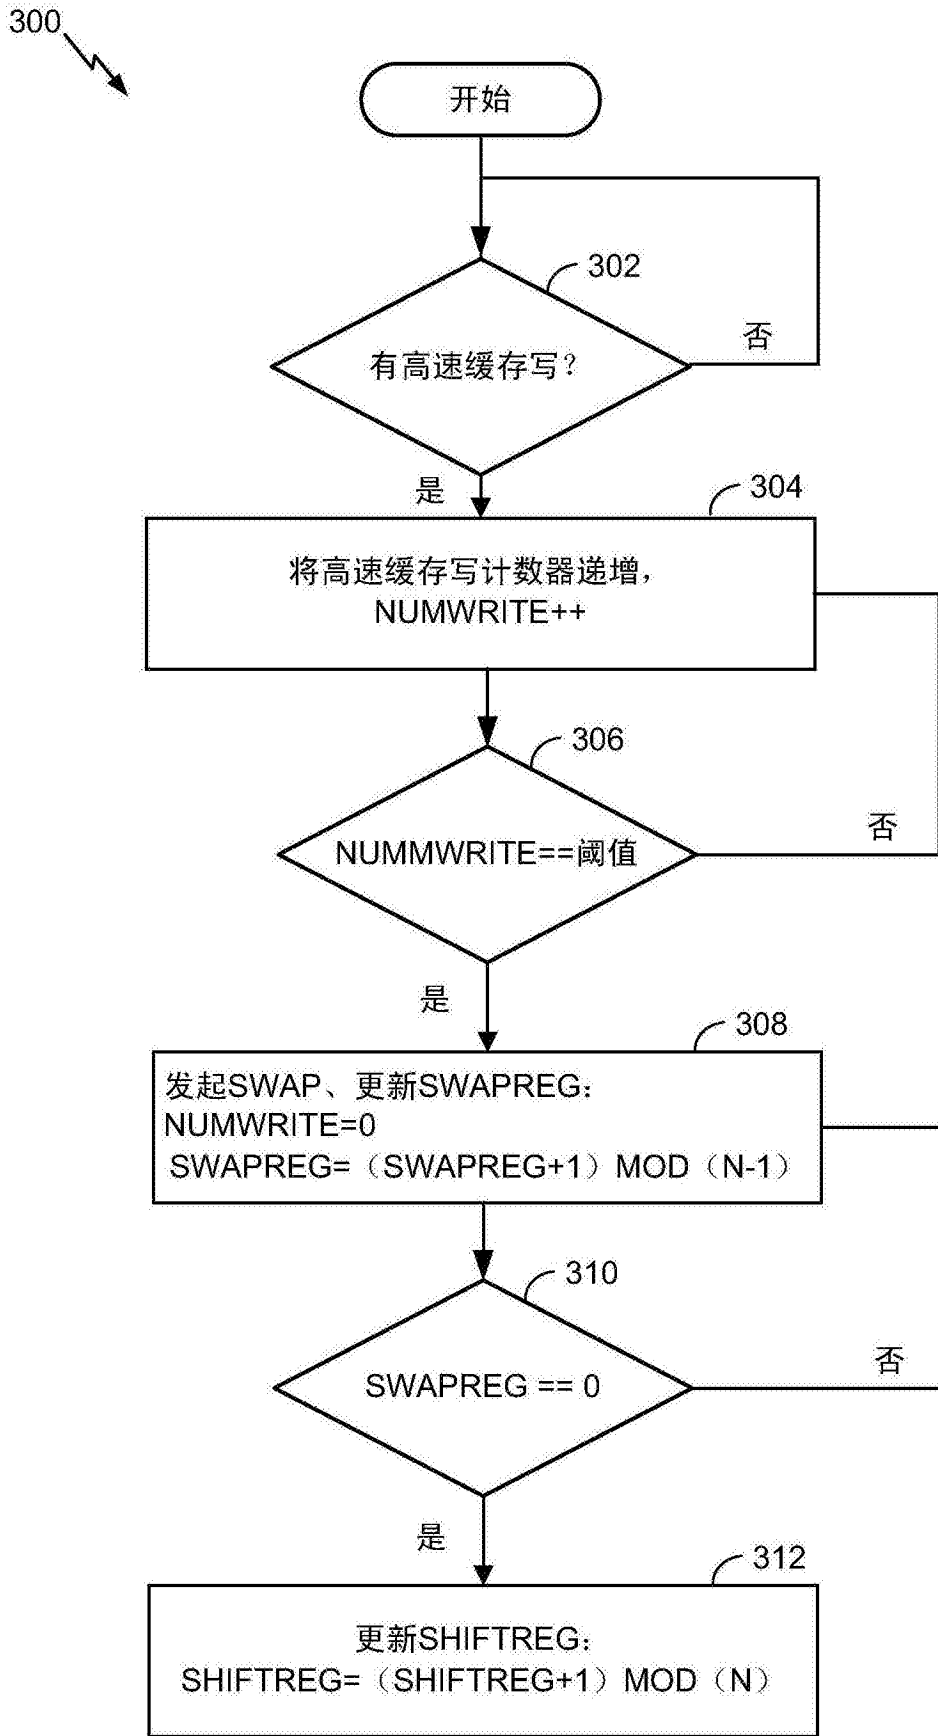 300
开始
302
有高速缓存写？
否
是
304
将高速缓存写计数器递增，
NUMWRITE++
306
NUMMWRITE==阈值
否
是
308
发起SWAP、更新SWAPREG：
NUMWRITE=0
SWAPREG=（SWAPREG+1）MOD（N-1）
310
SWAPREG == 0
否
是
312
更新SHIFTREG：
SHIFTREG=（SHIFTREG+1）MOD（N）